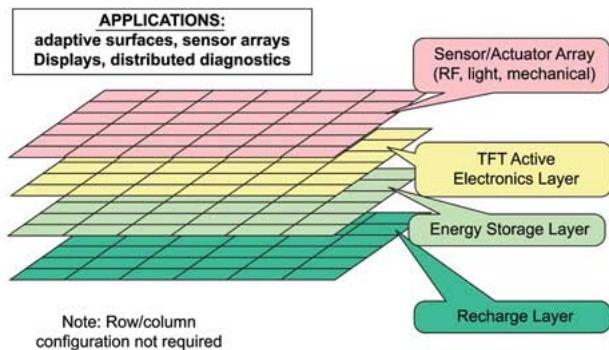 APPLICATIONS:
adaptive surfaces, sensor arrays
Displays, distributed diagnostics
Sensor/Actuator Array
(RF, light, mechanical)
TFT Active
Electronics Layer
Energy Storage Layer
Recharge Layer
Note: Row/column
configuration not required